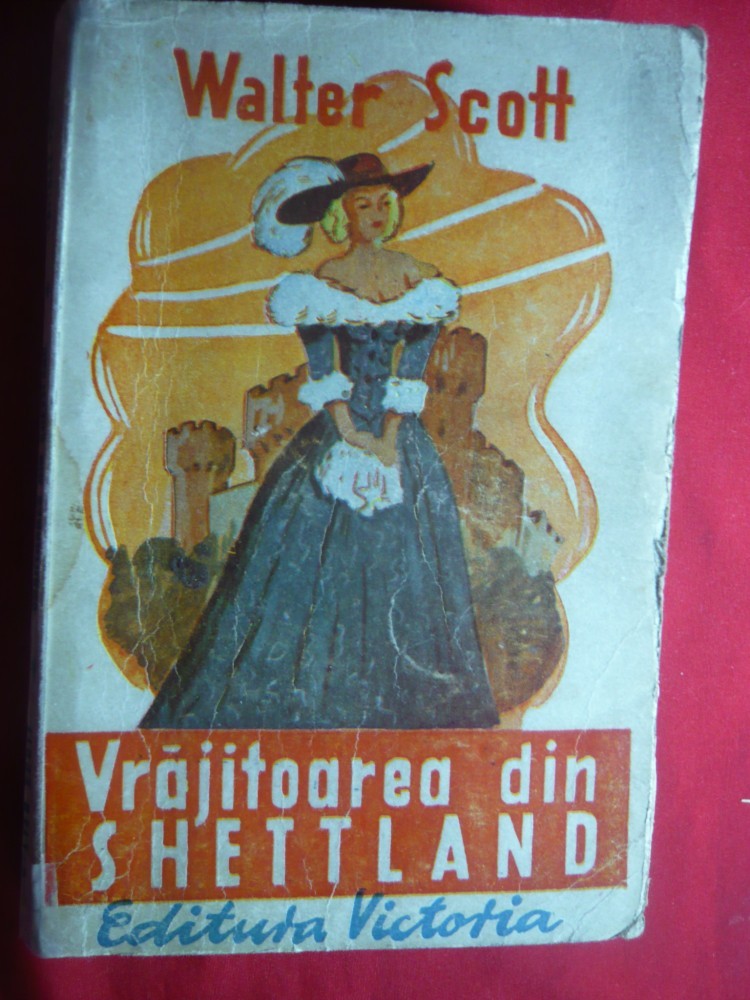 Walter Scott
Vrăjitoarea din
SHETTLAND
Editura Victoria